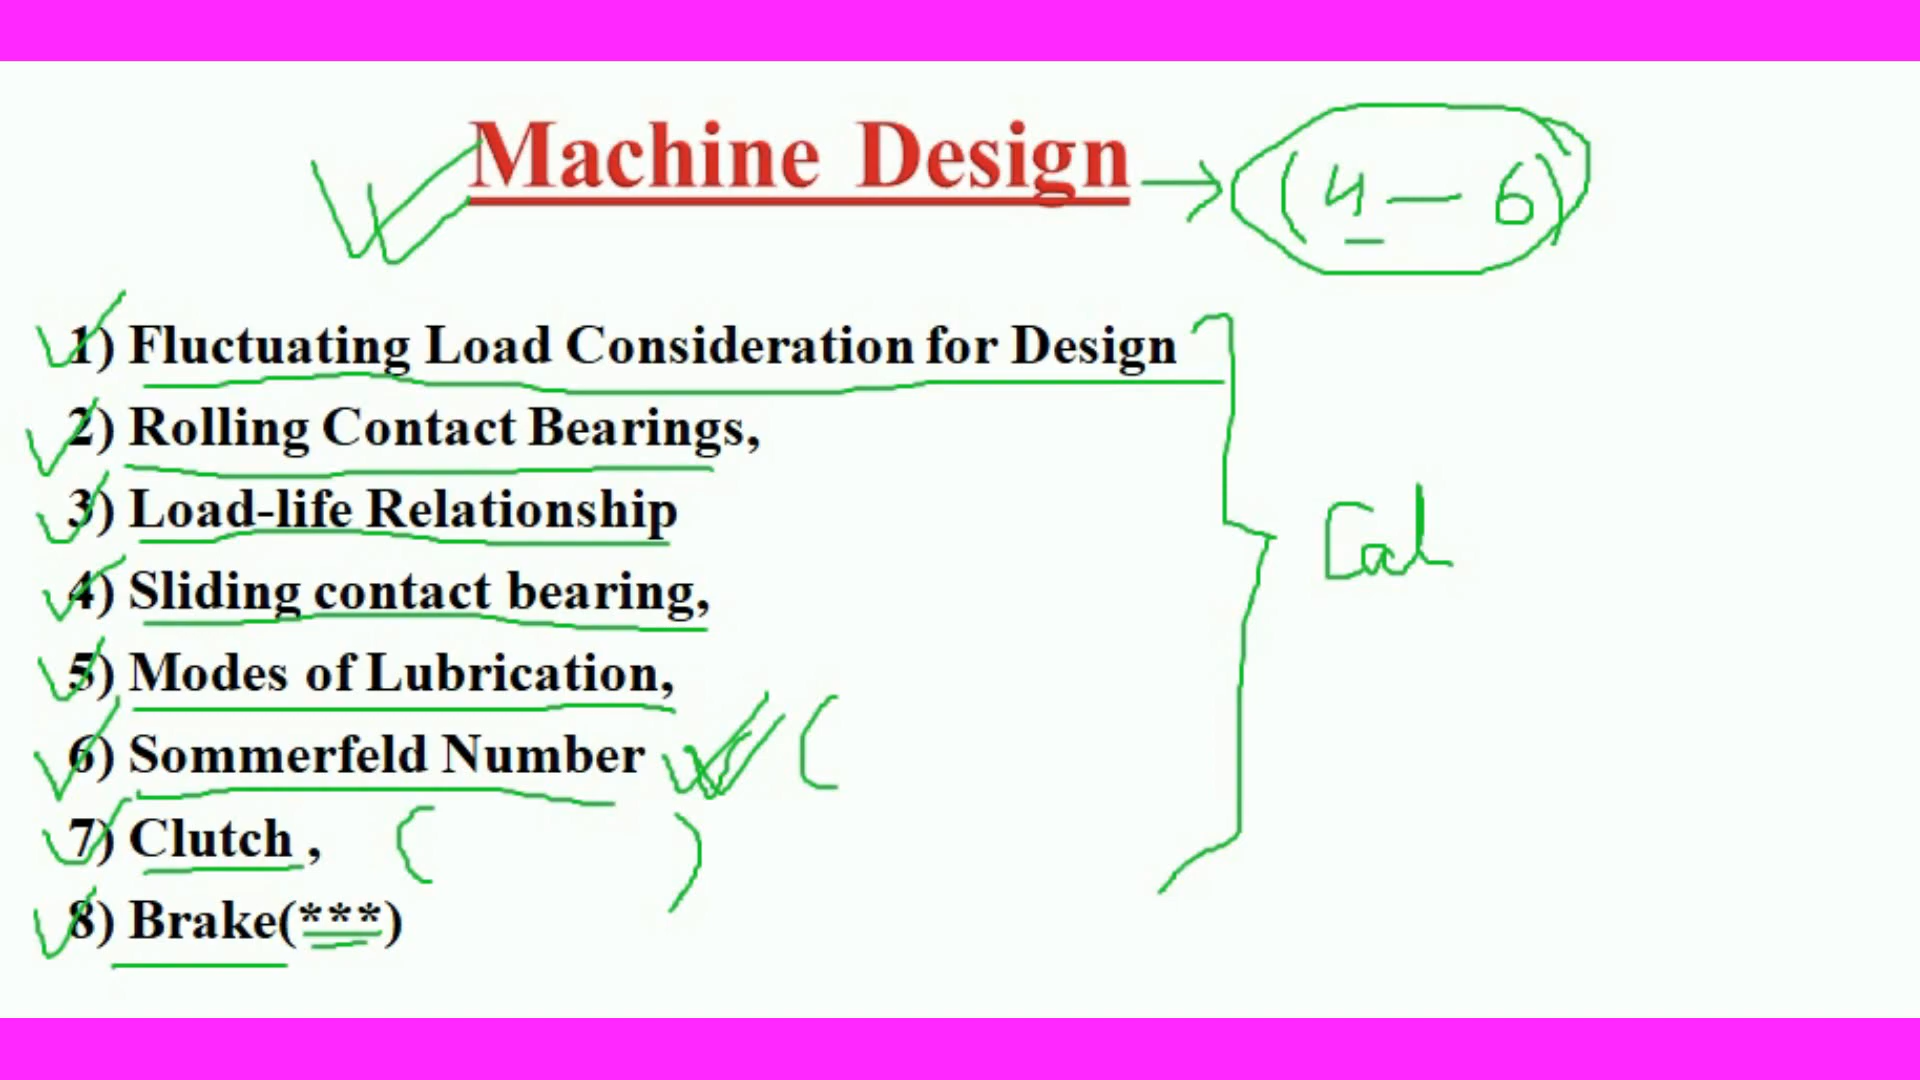 Machine Design → (4 — 6)
1) Fluctuating Load Consideration for Design
2) Rolling Contact Bearings,
3) Load-life Relationship
4) Sliding contact bearing,
5) Modes of Lubrication,
6) Sommerfeld Number
7) Clutch , ( )
8) Brake(***)